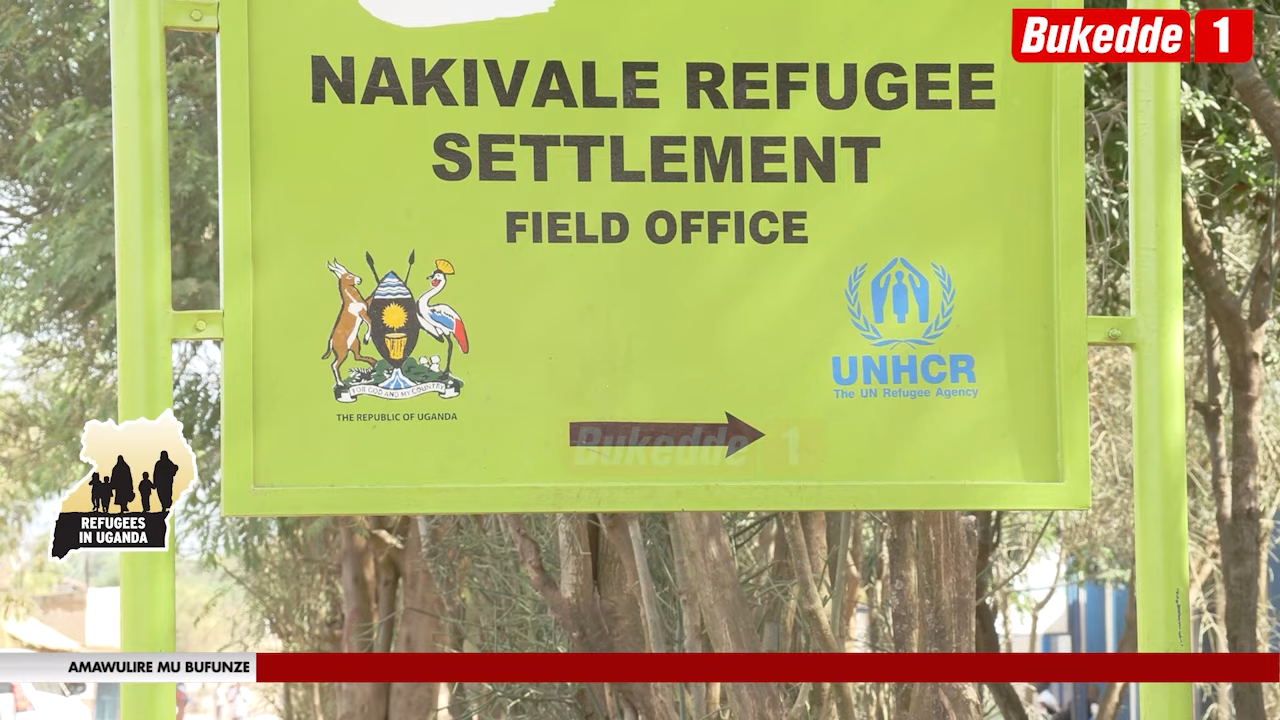 Bukedde 1
NAKIVALE REFUGEE
SETTLEMENT
FIELD OFFICE
FOR GOD AND MY COUNTRY
THE REPUBLIC OF UGANDA
UNHCR
The UN Refugee Agency
Bukedde 1
REFUGEES
IN UGANDA
AMAWULIRE MU BUFUNZE